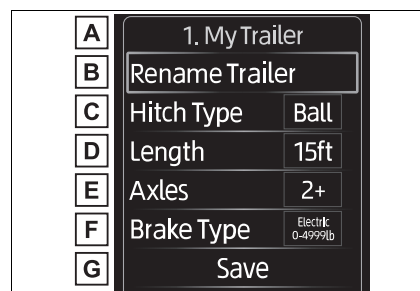 A 1. My Trailer
B Rename Trailer
C Hitch Type Ball
D Length 15ft
E Axles 2+
F Brake Type Electric 0-4999lb
G Save